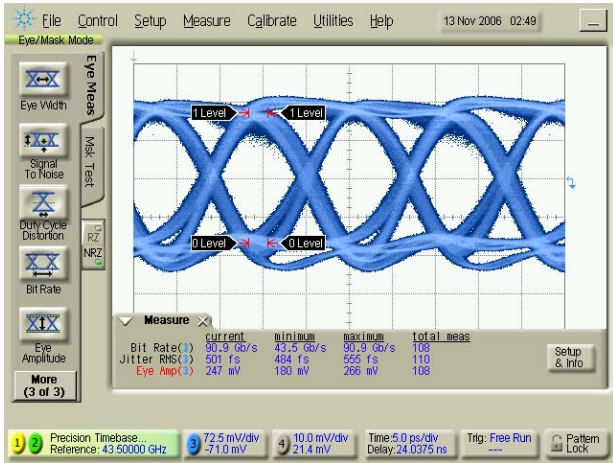 File Control Setup Measure Calibrate Utilities Help 13 Nov 2006 02:49
Eye/Mask Mode
Eye Meas
Msk Test
Eye Width
Signal
To Noise
Duty Cycle
Distortion
RZ
NRZ
Bit Rate
Eye
Amplitude
More
(3 of 3)
1 Level 1 Level
0 Level 0 Level
Measure
current minimum maximum total meas
Bit Rate(3) 90.9 Gb/s 43.5 Gb/s 90.9 Gb/s 108
Jitter RMS(3) 501 fs 484 fs 555 fs 110
Eye Amp(3) 247 mV 180 mV 266 mV 108
Setup
& Info
1 2 Precision Timebase...
Reference: 43.50000 GHz
3 72.5 mV/div
-71.0 mV
4 10.0 mV/div
21.4 mV
Time:5.0 ps/div
Delay:24.0375 ns
Trig: Free Run
---
Pattern
Lock